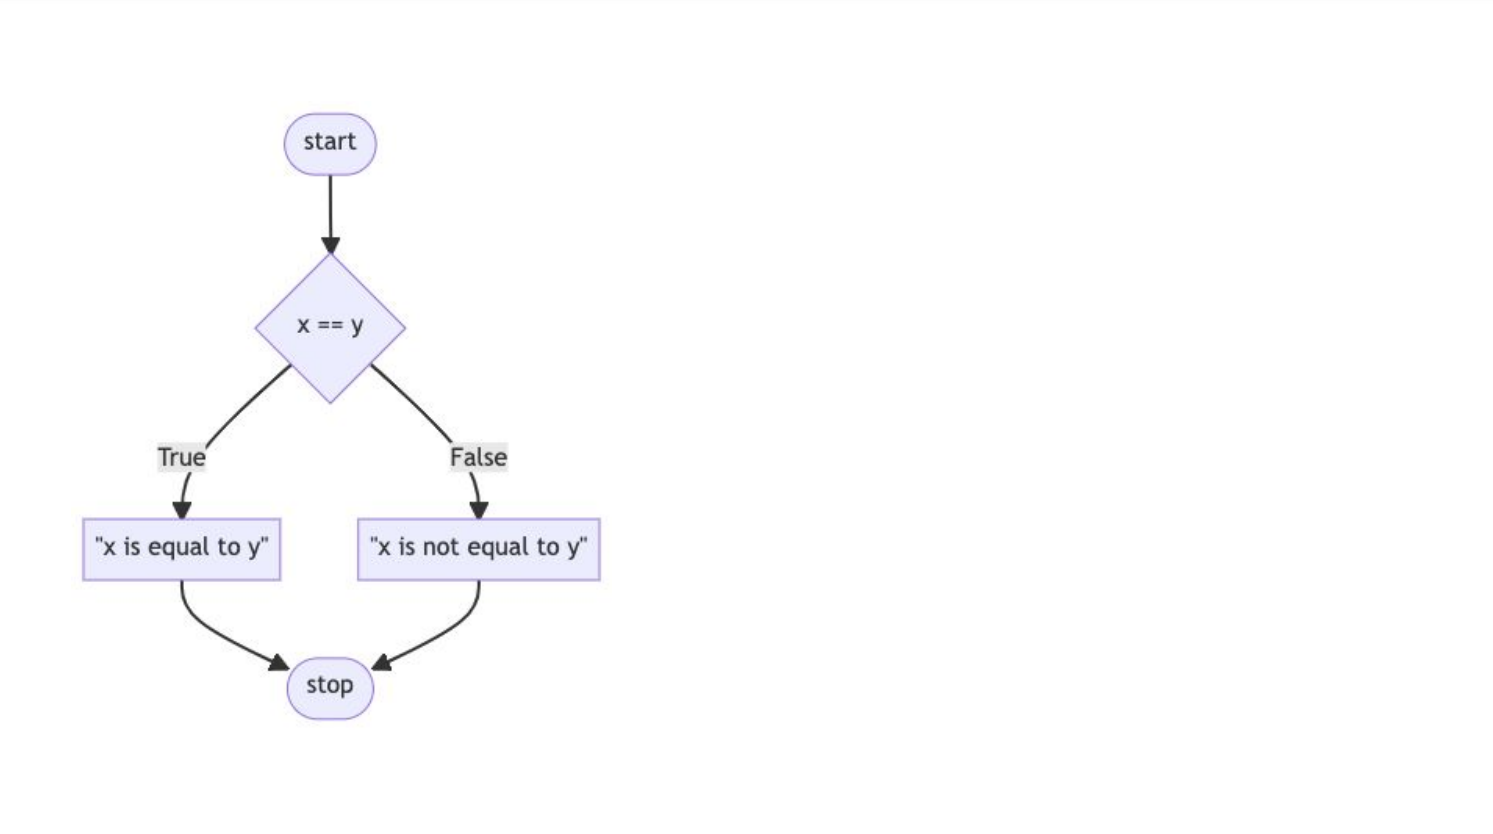 start
x == y
True
False
"x is equal to y"
"x is not equal to y"
stop